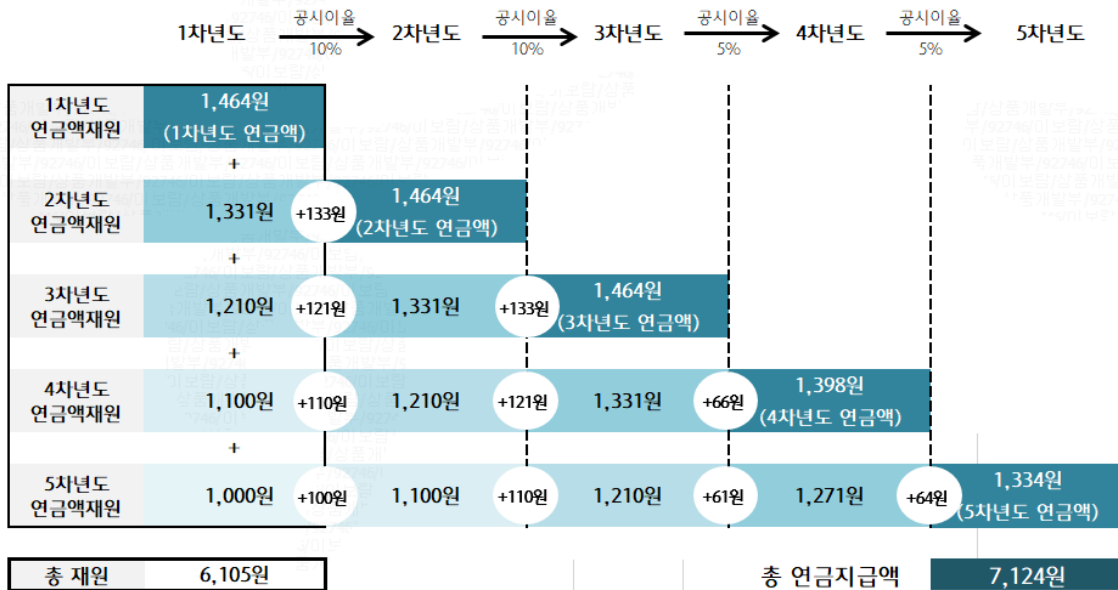 1차년도 공시이율 10% 2차년도 공시이율 10% 3차년도 공시이율 5% 4차년도 공시이율 5% 5차년도
1차년도 연금액재원 1,464원 (1차년도 연금액)
+
2차년도 연금액재원 1,331원 +133원 1,464원 (2차년도 연금액)
+
3차년도 연금액재원 1,210원 +121원 1,331원 +133원 1,464원 (3차년도 연금액)
+
4차년도 연금액재원 1,100원 +110원 1,210원 +121원 1,331원 +66원 1,398원 (4차년도 연금액)
+
5차년도 연금액재원 1,000원 +100원 1,100원 +110원 1,210원 +61원 1,271원 +64원 1,334원 (5차년도 연금액)
총 재원 6,105원 총 연금지급액 7,124원